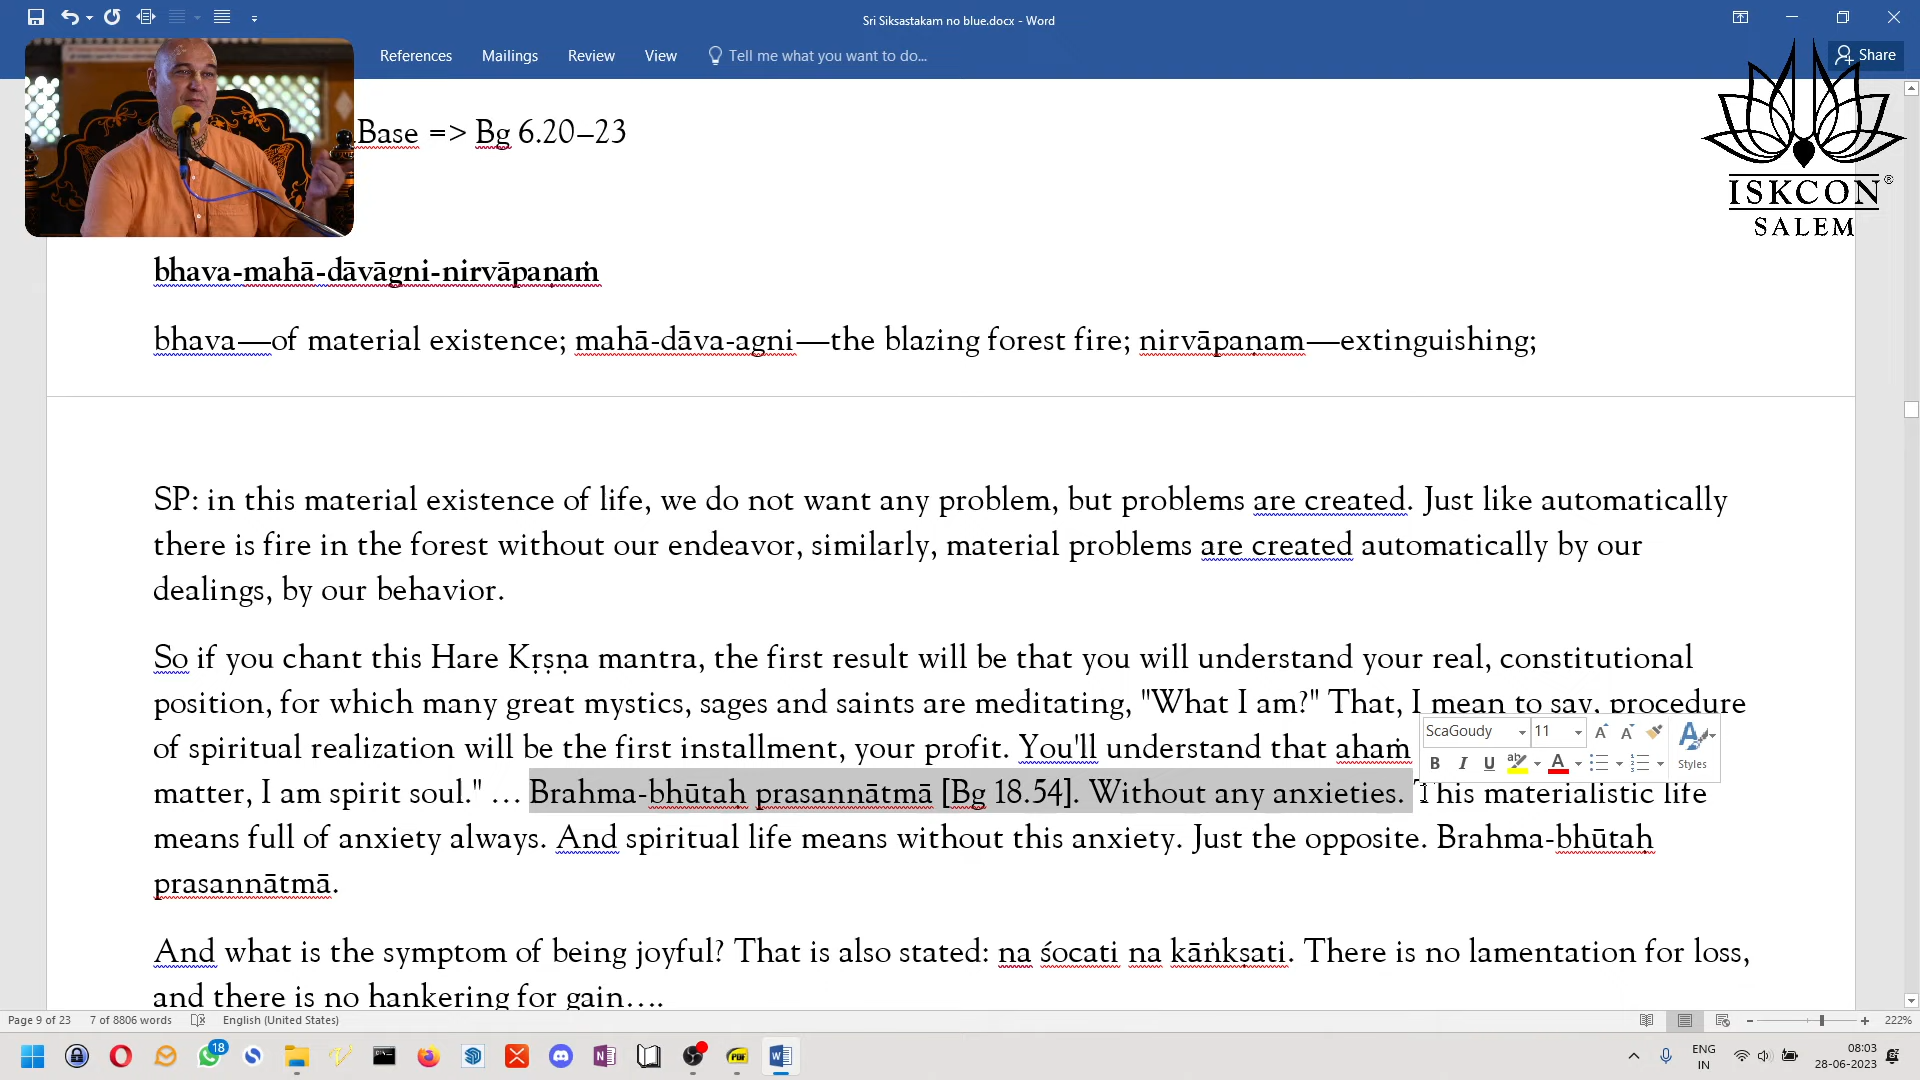 Sri Siksastakam no blue.docx - Word
References Mailings Review View Tell me what you want to do... Share
Base => Bg 6.20–23
ISKCON®
SALEM
bhava-mahā-dāvāgni-nirvāpaṇaṁ
bhava—of material existence; mahā-dāva-agni—the blazing forest fire; nirvāpaṇam—extinguishing;
SP: in this material existence of life, we do not want any problem, but problems are created. Just like automatically
there is fire in the forest without our endeavor, similarly, material problems are created automatically by our
dealings, by our behavior.
So if you chant this Hare Kṛṣṇa mantra, the first result will be that you will understand your real, constitutional
position, for which many great mystics, sages and saints are meditating, "What I am?" That, I mean to say, procedure
of spiritual realization will be the first installment, your profit. You'll understand that ahaṁ
ScaGoudy 11 A A
B I U aby A Styles
matter, I am spirit soul." … Brahma-bhūtaḥ prasannātmā [Bg 18.54]. Without any anxieties. This materialistic life
means full of anxiety always. And spiritual life means without this anxiety. Just the opposite. Brahma-bhūtaḥ
prasannātmā.
And what is the symptom of being joyful? That is also stated: na śocati na kāṅkṣati. There is no lamentation for loss,
and there is no hankering for gain….
Page 9 of 23 7 of 8806 words English (United States) 222%
18 PDF ENG 08:03
IN 28-06-2023